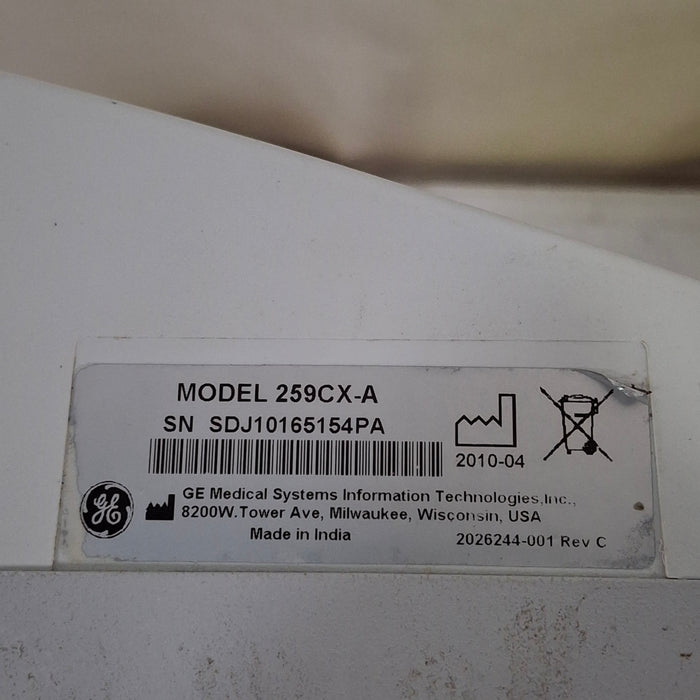 MODEL 259CX-A
SN SDJ10165154PA
2010-04
GE
GE Medical Systems Information Technologies,Inc.,
8200W.Tower Ave, Milwaukee, Wisconsin, USA
Made in India
2026244-001 Rev C